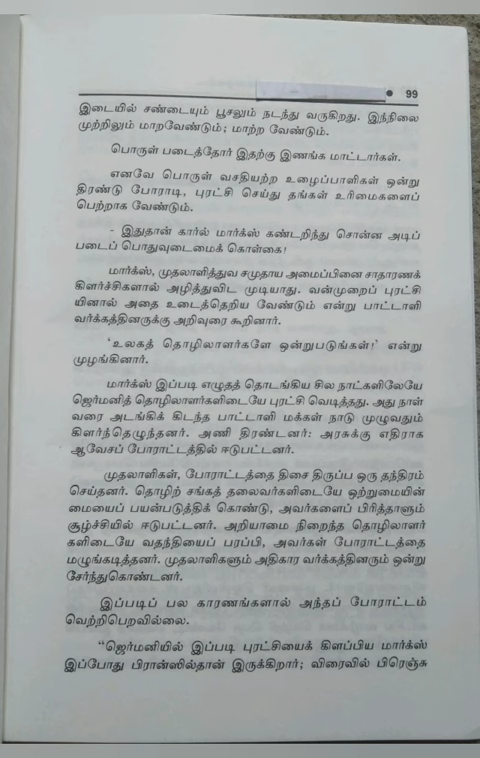 99
இடையில் சண்டையும் பூசலும் நடந்து வருகிறது. இந்நிலை
முற்றிலும் மாறவேண்டும்; மாற்ற வேண்டும்.
பொருள் படைத்தோர் இதற்கு இணங்க மாட்டார்கள்.
எனவே பொருள் வசதியற்ற உழைப்பாளிகள் ஒன்று
திரண்டு போராடி, புரட்சி செய்து தங்கள் உரிமைகளைப்
பெற்றாக வேண்டும்.
- இதுதான் கார்ல் மார்க்ஸ் கண்டறிந்து சொன்ன அடிப்
படைப் பொதுவுடைமைக் கொள்கை!
மார்க்ஸ், முதலாளித்துவ சமுதாய அமைப்பினை சாதாரணக்
கிளர்ச்சிகளால் அழித்துவிட முடியாது. வன்முறைப் புரட்சி
யினால் அதை உடைத்தெறிய வேண்டும் என்று பாட்டாளி
வர்க்கத்தினருக்கு அறிவுரை கூறினார்.
'உலகத் தொழிலாளர்களே ஒன்றுபடுங்கள்!' என்று
முழங்கினார்.
மார்க்ஸ் இப்படி எழுதத் தொடங்கிய சில நாட்களிலேயே
ஜெர்மனித் தொழிலாளர்களிடையே புரட்சி வெடித்தது. அது நாள்
வரை அடங்கிக் கிடந்த பாட்டாளி மக்கள் நாடு முழுவதும்
கிளர்ந்தெழுந்தனர். அணி திரண்டனர்: அரசுக்கு எதிராக
ஆவேசப் போராட்டத்தில் ஈடுபட்டனர்.
முதலாளிகள், போராட்டத்தை திசை திருப்ப ஒரு தந்திரம்
செய்தனர். தொழிற் சங்கத் தலைவர்களிடையே ஒற்றுமையின்
மையைப் பயன்படுத்திக் கொண்டு, அவர்களைப் பிரித்தாளும்
சூழ்ச்சியில் ஈடுபட்டனர். அறியாமை நிறைந்த தொழிலாளர்
களிடையே வதந்தியைப் பரப்பி, அவர்கள் போராட்டத்தை
மழுங்கடித்தனர். முதலாளிகளும் அதிகார வர்க்கத்தினரும் ஒன்று
சேர்ந்துகொண்டனர்.
இப்படிப் பல காரணங்களால் அந்தப் போராட்டம்
வெற்றிபெறவில்லை.
"ஜெர்மனியில் இப்படி புரட்சியைக் கிளப்பிய மார்க்ஸ்
இப்போது பிரான்ஸில்தான் இருக்கிறார்; விரைவில் பிரெஞ்சு